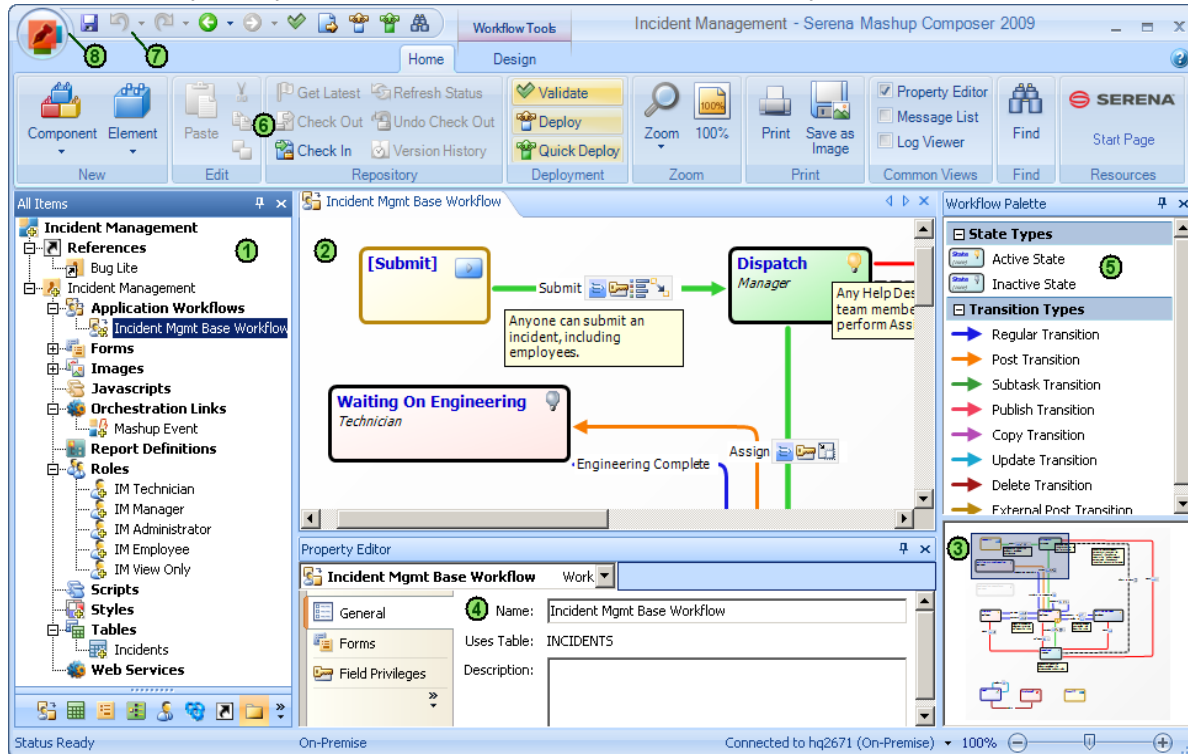 Workflow Tools
Incident Management - Serena Mashup Composer 2009
8
7
Home
Design
Component
Element
New
Paste
Edit
6
Get Latest
Refresh Status
Check Out
Undo Check Out
Check In
Version History
Repository
Validate
Deploy
Quick Deploy
Deployment
Zoom
100%
100%
Zoom
Print
Save as
Image
Print
Property Editor
Message List
Log Viewer
Common Views
Find
Find
SERENA
Start Page
Resources
All Items
1
Incident Management
References
Bug Lite
Incident Management
Application Workflows
Incident Mgmt Base Workflow
Forms
Images
Javascripts
Orchestration Links
Mashup Event
Report Definitions
Roles
IM Technician
IM Manager
IM Administrator
IM Employee
IM View Only
Scripts
Styles
Tables
Incidents
Web Services
Incident Mgmt Base Workflow
2
[Submit]
Submit
Anyone can submit an
incident, including
employees.
Dispatch
Manager
Any Help Des
team membe
perform Assi
Waiting On Engineering
Technician
Assign
Engineering Complete
Workflow Palette
State Types
5
Active State
Inactive State
Transition Types
Regular Transition
Post Transition
Subtask Transition
Publish Transition
Copy Transition
Update Transition
Delete Transition
External Post Transition
3
Property Editor
Incident Mgmt Base Workflow
Work
General
Forms
Field Privileges
4
Name:
Incident Mgmt Base Workflow
Uses Table:
INCIDENTS
Description:
Status Ready
On-Premise
Connected to hq2671 (On-Premise)
100%